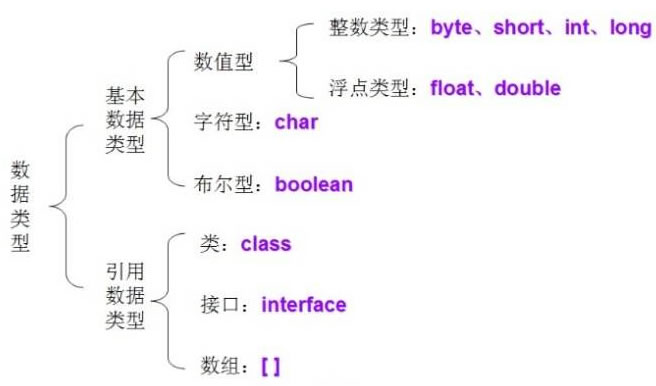 数据类型
基本数据类型
数值型
整数类型：byte、short、int、long
浮点类型：float、double
字符型：char
布尔型：boolean
引用数据类型
类：class
接口：interface
数组：[ ]